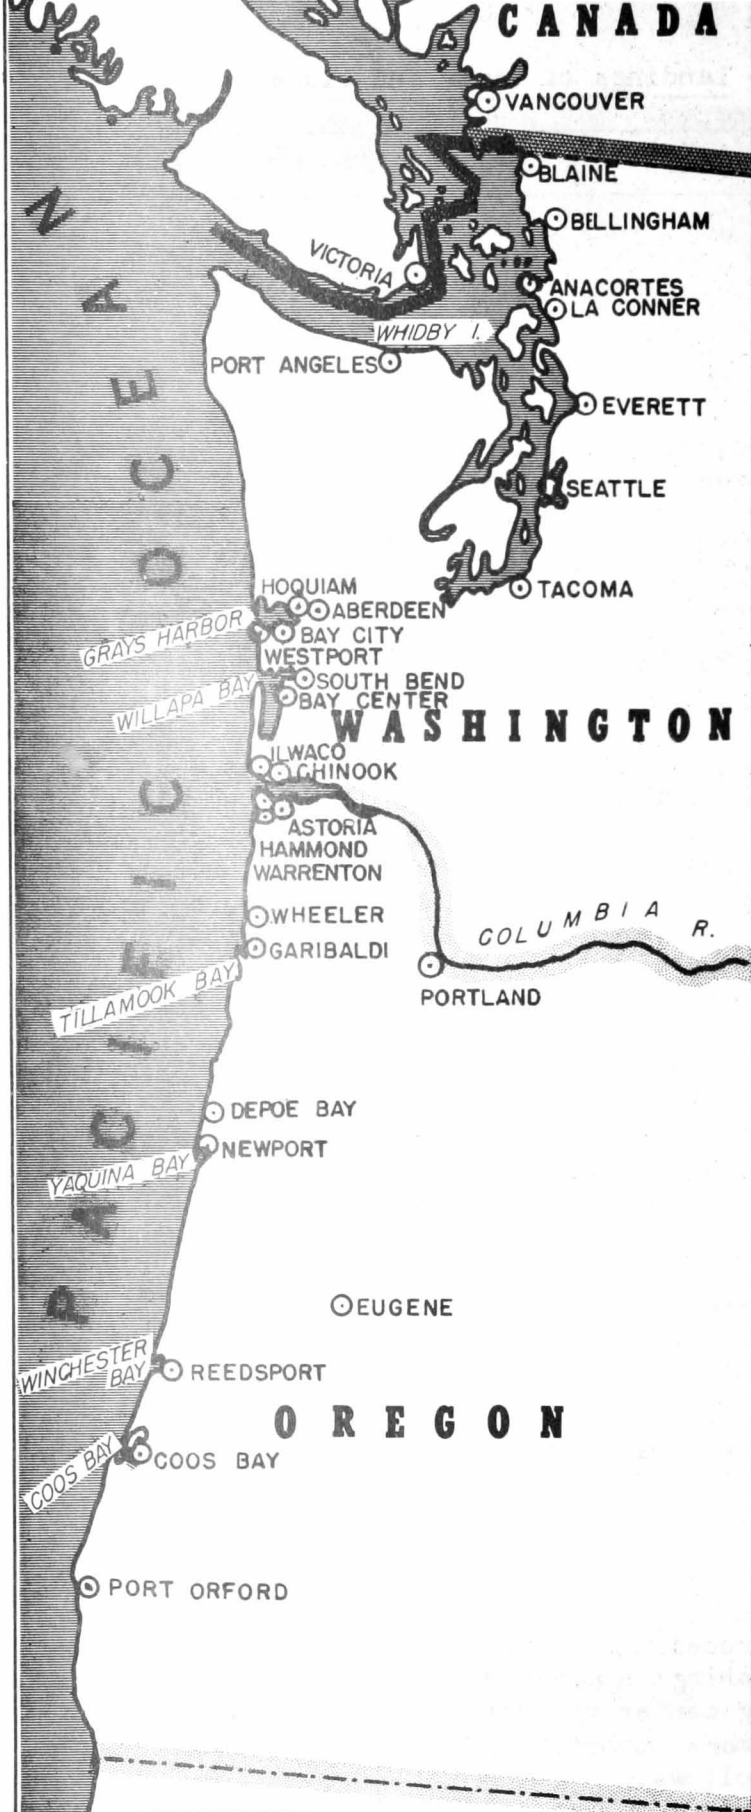 CANADA
VANCOUVER
BLAINE
BELLINGHAM
VICTORIA
ANACORTES
LA CONNER
WHIDBY I.
PORT ANGELES
EVERETT
SEATTLE
TACOMA
HOQUIAM
ABERDEEN
GRAYS HARBOR
BAY CITY
WESTPORT
SOUTH BEND
WILLAPA BAY
BAY CENTER
WASHINGTON
ILWACO
CHINOOK
ASTORIA
HAMMOND
WARRENTON
WHEELER
COLUMBIA R.
GARIBALDI
TILLAMOOK BAY
PORTLAND
DEPOE BAY
NEWPORT
YAQUINA BAY
PACIFIC OCEAN
EUGENE
WINCHESTER
BAY
REEDSPORT
OREGON
COOS BAY
COOS BAY
PORT ORFORD